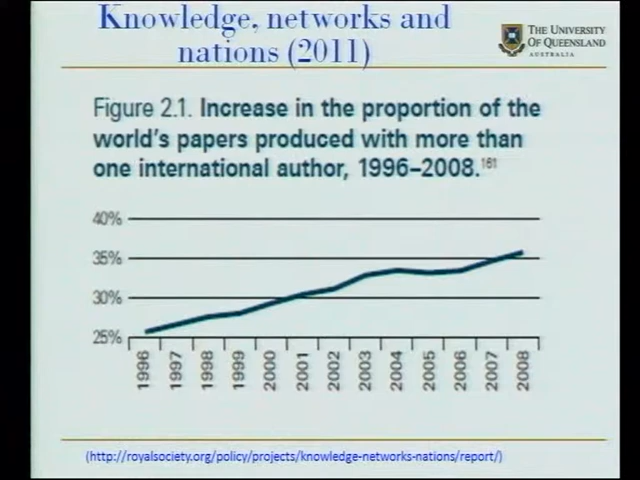 Knowledge, networks and
nations (2011)
THE UNIVERSITY
OF QUEENSLAND
AUSTRALIA
Figure 2.1. Increase in the proportion of the
world's papers produced with more than
one international author, 1996–2008.161
40%
35%
30%
25%
1996 1997 1998 1999 2000 2001 2002 2003 2004 2005 2006 2007 2008
(http://royalsociety.org/policy/projects/knowledge-networks-nations/report/)